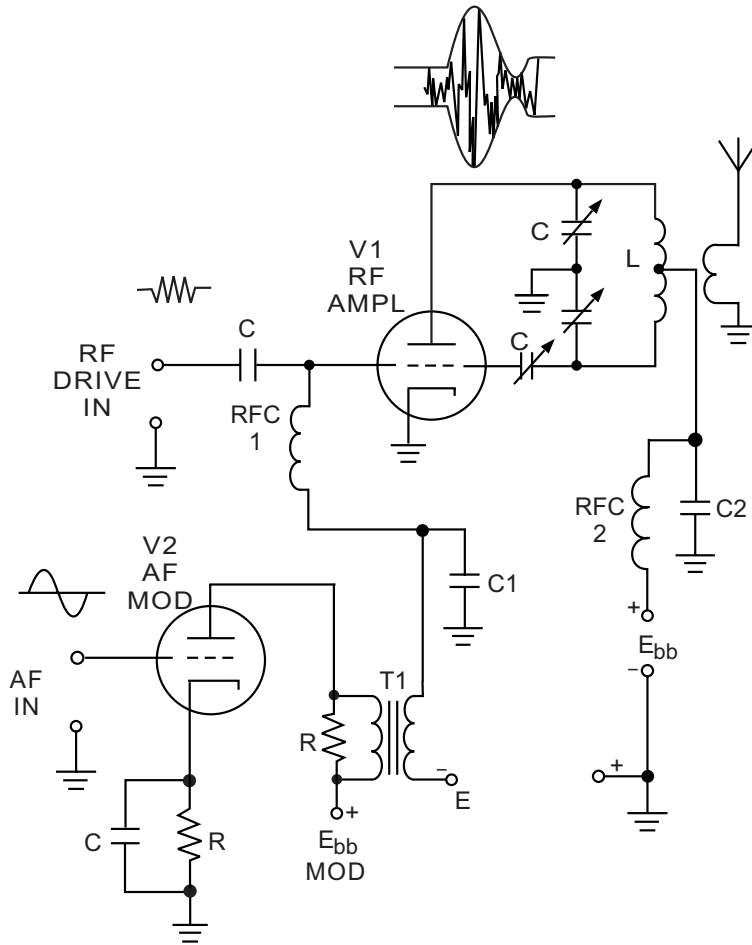 V1
RF
AMPL
C
L
C
RF
DRIVE
IN
C
RFC
1
RFC
2
C2
V2
AF
MOD
C1
+
Ebb
−
AF
IN
T1
R
−
E
+
Ebb
MOD
C
R
+